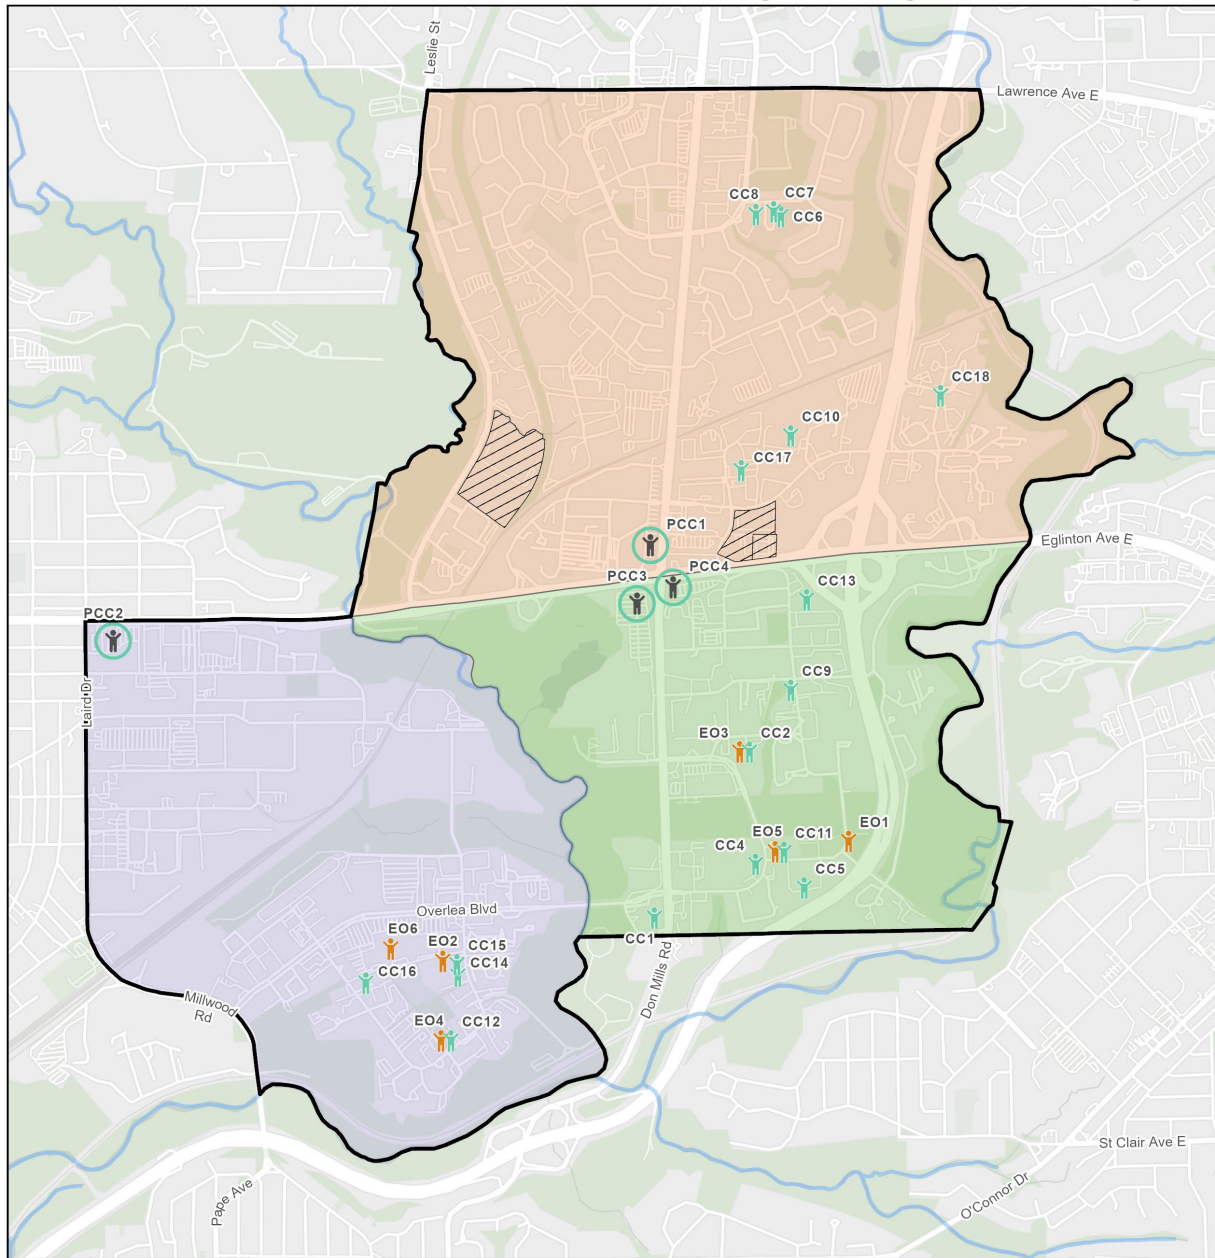 Leslie St
Lawrence Ave E
CC8
CC7
CC6
CC18
CC10
CC17
PCC1
Eglinton Ave E
PCC3
PCC4
CC13
PCC2
Laird Dr
CC9
EO3
CC2
EO1
EO5
CC11
CC4
CC5
Overlea Blvd
CC1
EO6
EO2
CC15
CC14
CC16
Don Mills Rd
Millwood
Rd
EO4
CC12
St Clair Ave E
Pape Ave
O'Connor Dr